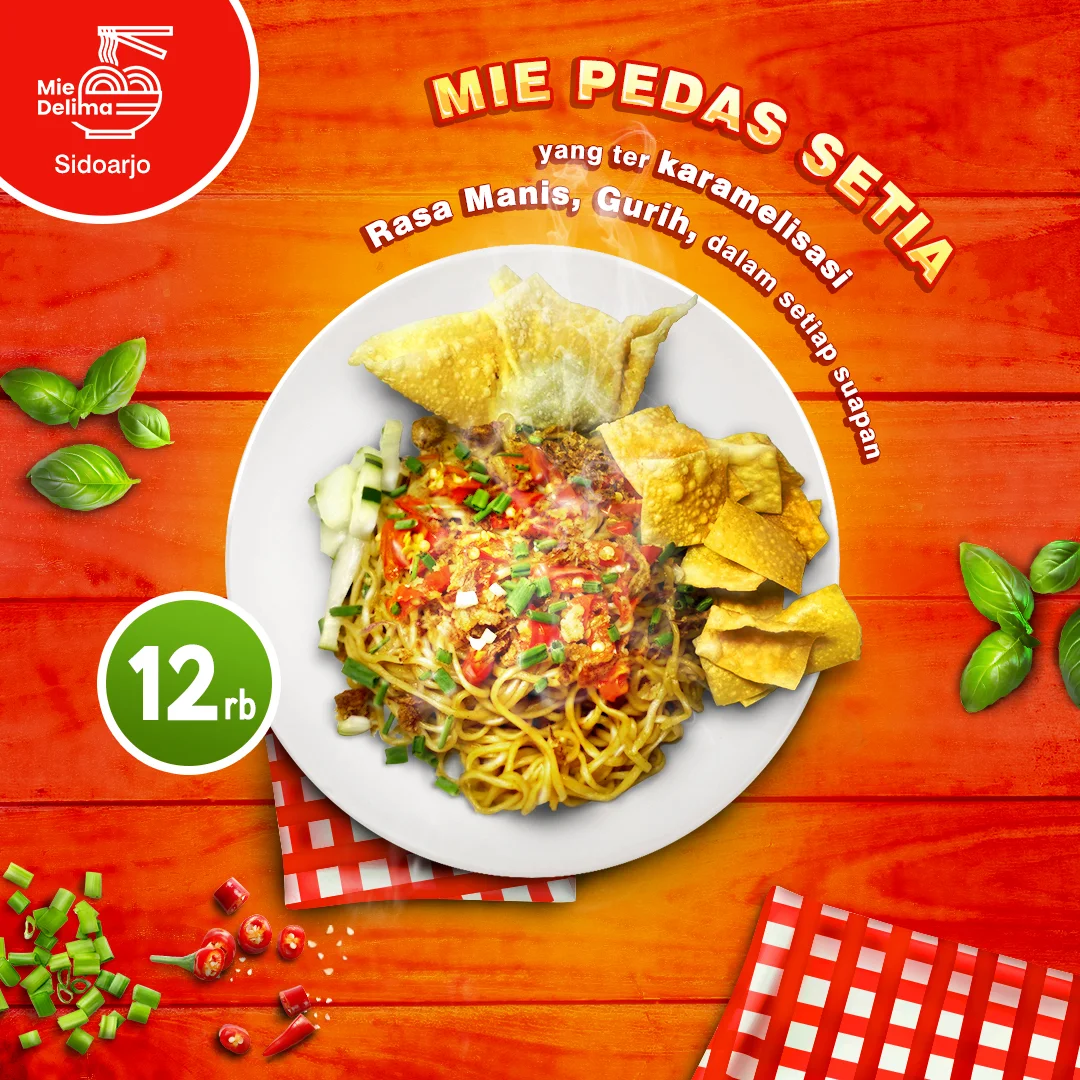 Mie
Delima
Sidoarjo
MIE PEDAS SETIA
yang ter karamelisasi
Rasa Manis, Gurih, dalam setiap suapan
12rb